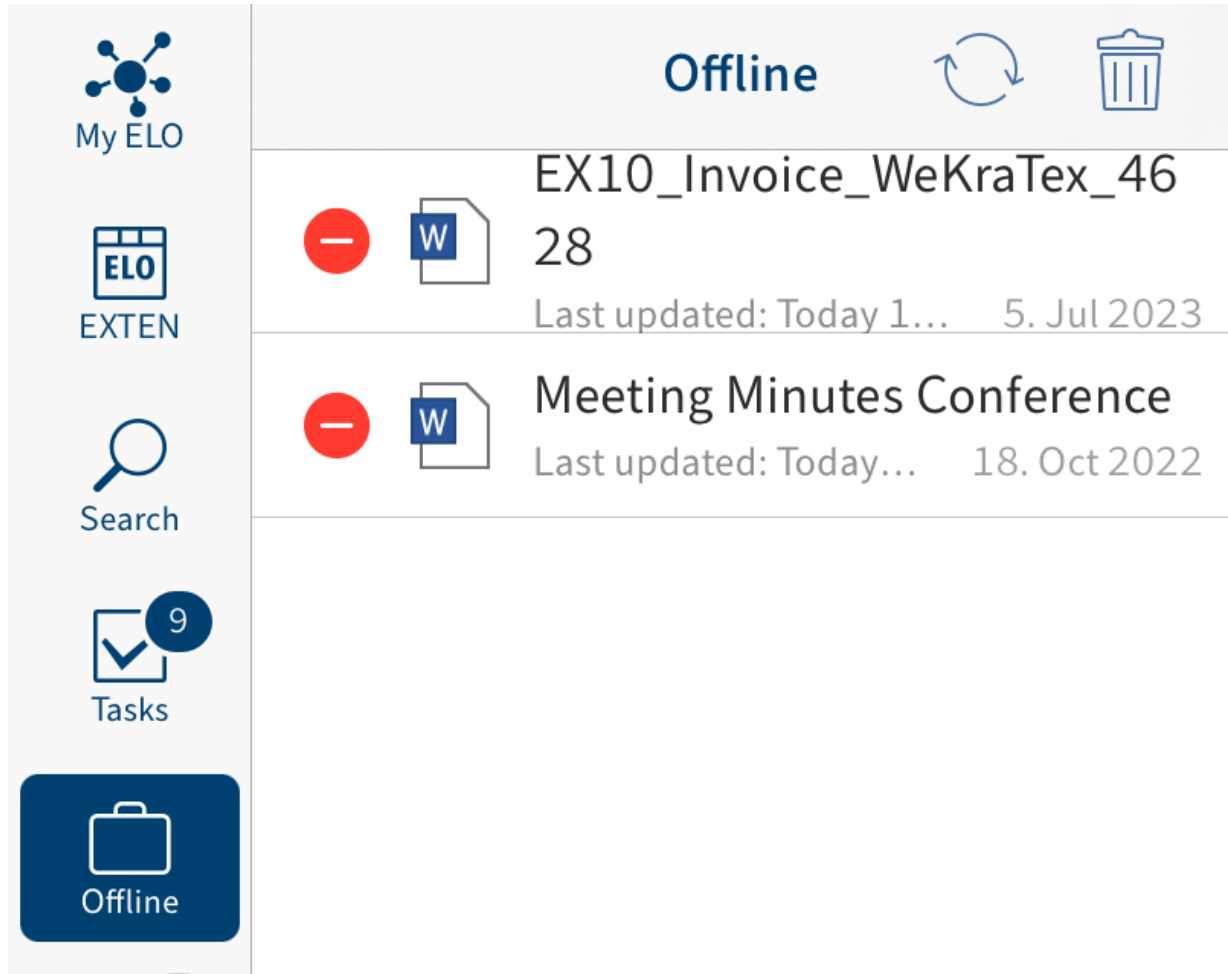 My ELO
ELO
EXTEN
Search
9
Tasks
Offline
Offline
EX10_Invoice_WeKraTex_46
28
W
Last updated: Today 1... 5. Jul 2023
W
Meeting Minutes Conference
Last updated: Today... 18. Oct 2022